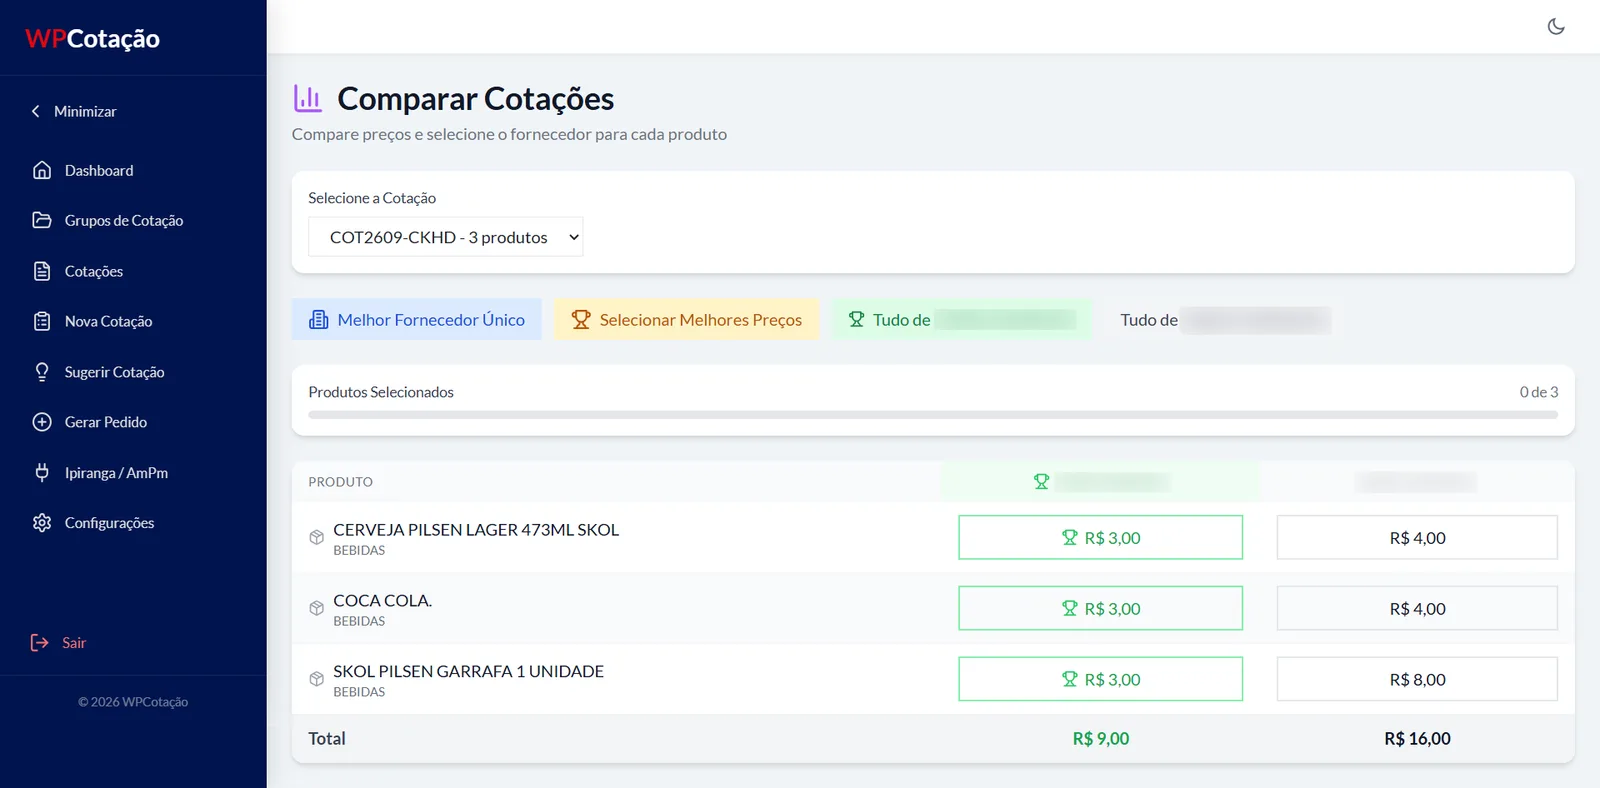 WPCotação
Minimizar
Dashboard
Grupos de Cotação
Cotações
Nova Cotação
Sugerir Cotação
Gerar Pedido
Ipiranga / AmPm
Configurações
Sair
© 2026 WPCotação
Comparar Cotações
Compare preços e selecione o fornecedor para cada produto
Selecione a Cotação
COT2609-CKHD - 3 produtos
Melhor Fornecedor Único
Selecionar Melhores Preços
Tudo de
Tudo de
Produtos Selecionados
0 de 3
PRODUTO
CERVEJA PILSEN LAGER 473ML SKOL
BEBIDAS
R$ 3,00
R$ 4,00
COCA COLA.
BEBIDAS
R$ 3,00
R$ 4,00
SKOL PILSEN GARRAFA 1 UNIDADE
BEBIDAS
R$ 3,00
R$ 8,00
Total
R$ 9,00
R$ 16,00